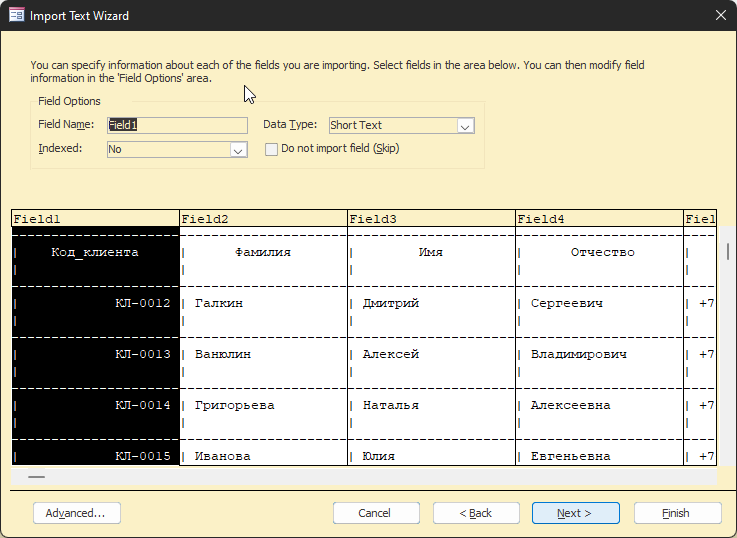 Import Text Wizard
You can specify information about each of the fields you are importing. Select fields in the area below. You can then modify field
information in the 'Field Options' area.
Field Options
Field Name: Field1 Data Type: Short Text
Indexed: No Do not import field (Skip)
Field1 Field2 Field3 Field4 Fiel
| Код_клиента | Фамилия | Имя | Отчество |
| | | | |
| КЛ-0012 | Галкин | Дмитрий | Сергеевич | +7
| | | | |
| КЛ-0013 | Ванюлин | Алексей | Владимирович | +7
| | | | |
| КЛ-0014 | Григорьева | Наталья | Алексеевна | +7
| | | | |
| КЛ-0015 | Иванова | Юлия | Евгеньевна | +7
Advanced... Cancel < Back Next > Finish